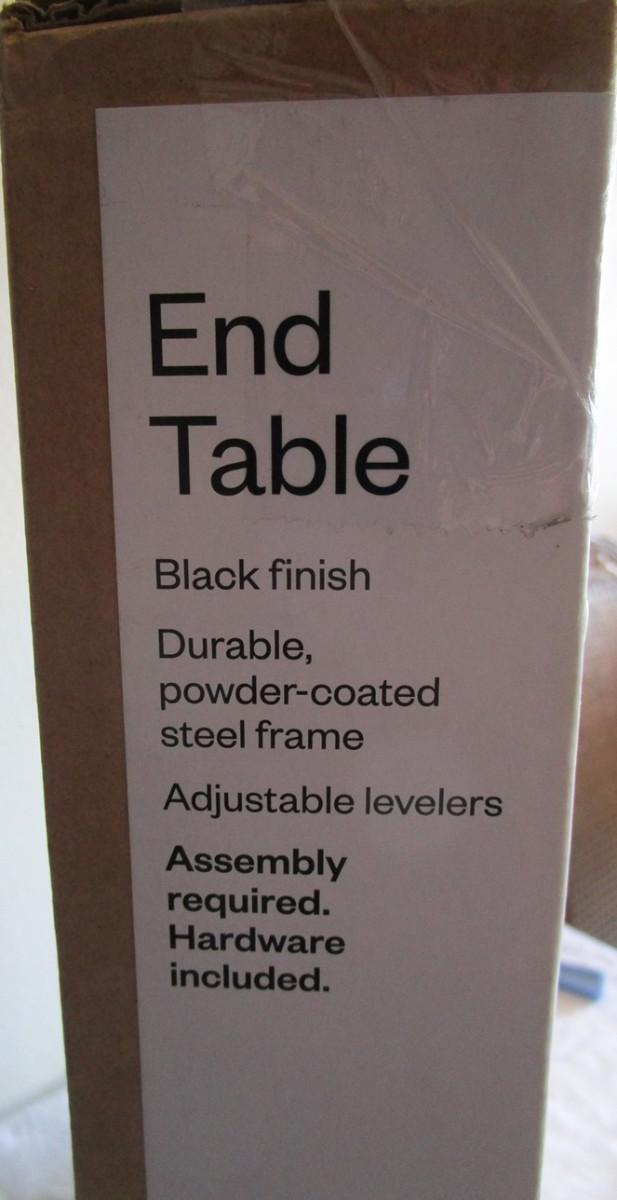 End
Table
Black finish
Durable,
powder-coated
steel frame
Adjustable levelers
Assembly
required.
Hardware
included.